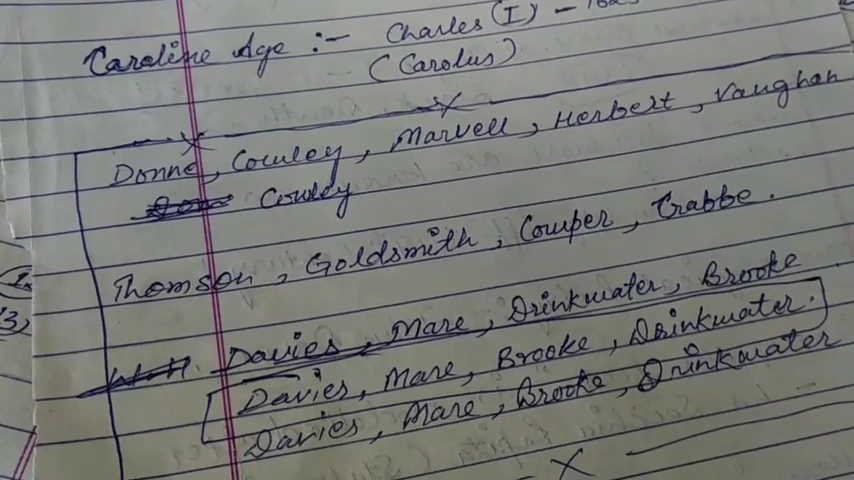 Caroline Age :- Charles (I) -
(Carolus)
Donne, Cowley, Marvell, Herbert, Vaughan
Cowley
Thomson, Goldsmith, Cowper, Crabbe.
Davies, Mare, Drinkwater, Brooke
Davies, Mare, Brooke, Drinkwater.
Davies, Mare, Brooke, Drinkwater